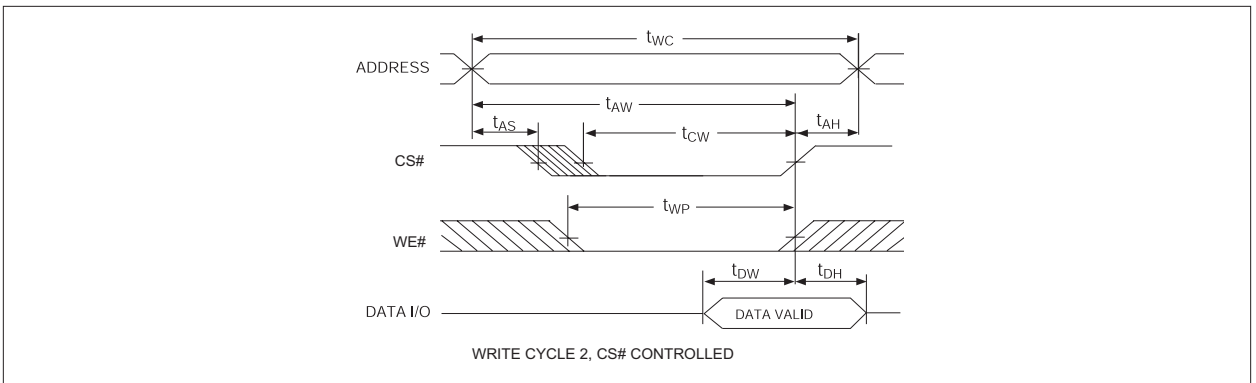 tWC
ADDRESS
tAW
tAS
tCW
tAH
CS#
tWP
WE#
tDW
tDH
DATA I/O
DATA VALID
WRITE CYCLE 2, CS# CONTROLLED